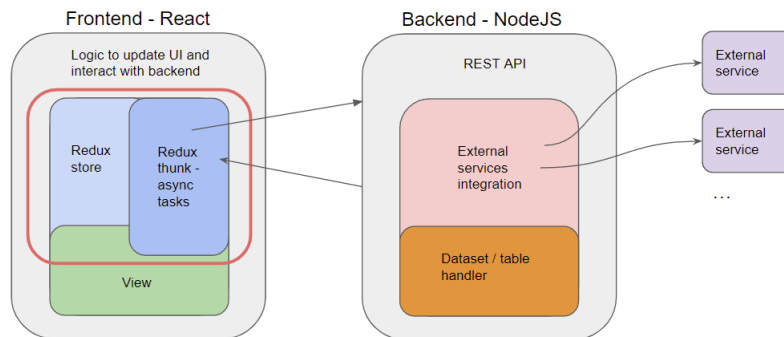 Frontend - React
Logic to update UI and
interact with backend
Redux
store
Redux
thunk -
async
tasks
View
Backend - NodeJS
REST API
External
services
integration
Dataset / table
handler
External
service
External
service
...